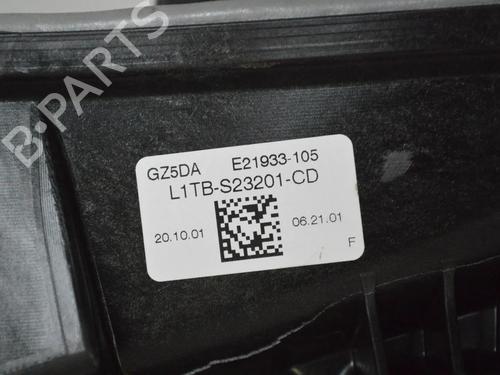 B-PARTS
GZ5DA E21933-105
L1TB-S23201-CD
20.10.01 06.21.01
F